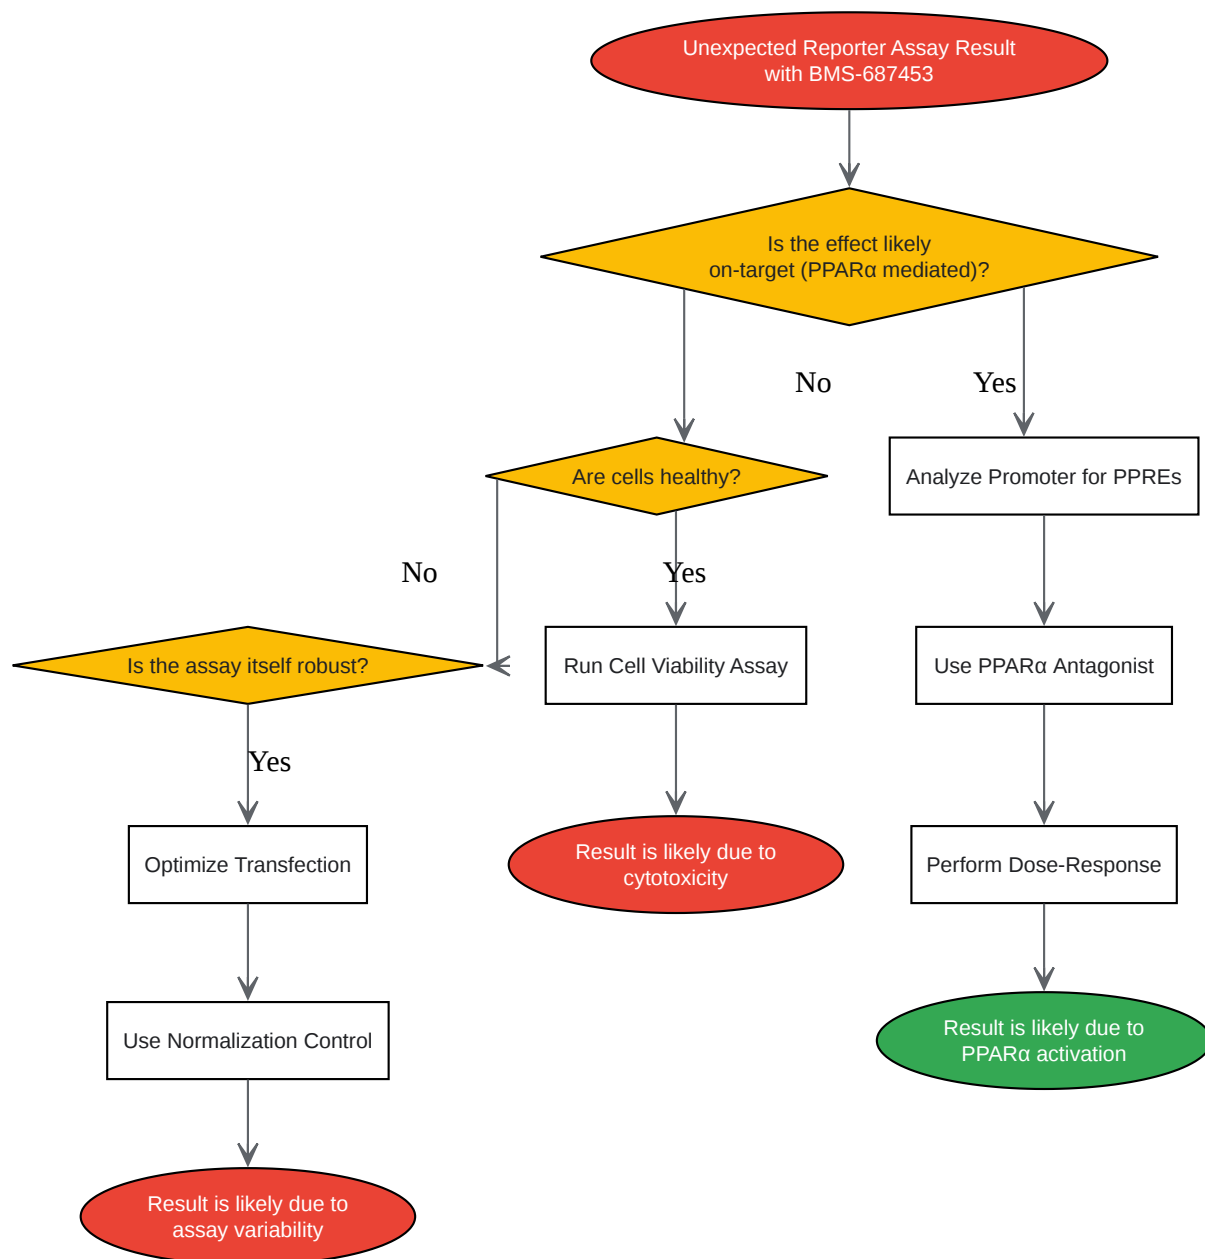 Unexpected Reporter Assay Result
with BMS-687453
Is the effect likely
on-target (PPARα mediated)?
No
Yes
Are cells healthy?
Analyze Promoter for PPREs
No
Yes
Is the assay itself robust?
Run Cell Viability Assay
Use PPARα Antagonist
Yes
Optimize Transfection
Result is likely due to
cytotoxicity
Perform Dose-Response
Use Normalization Control
Result is likely due to
PPARα activation
Result is likely due to
assay variability